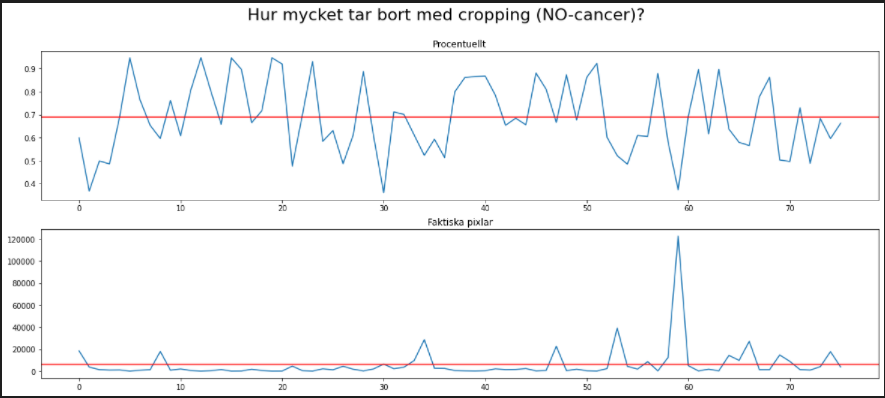 Hur mycket tar bort med cropping (NO-cancer)?
Procentuellt
0.9
0.8
0.7
0.6
0.5
0.4
0 10 20 30 40 50 60 70
Faktiska pixlar
120000
100000
80000
60000
40000
20000
0
0 10 20 30 40 50 60 70